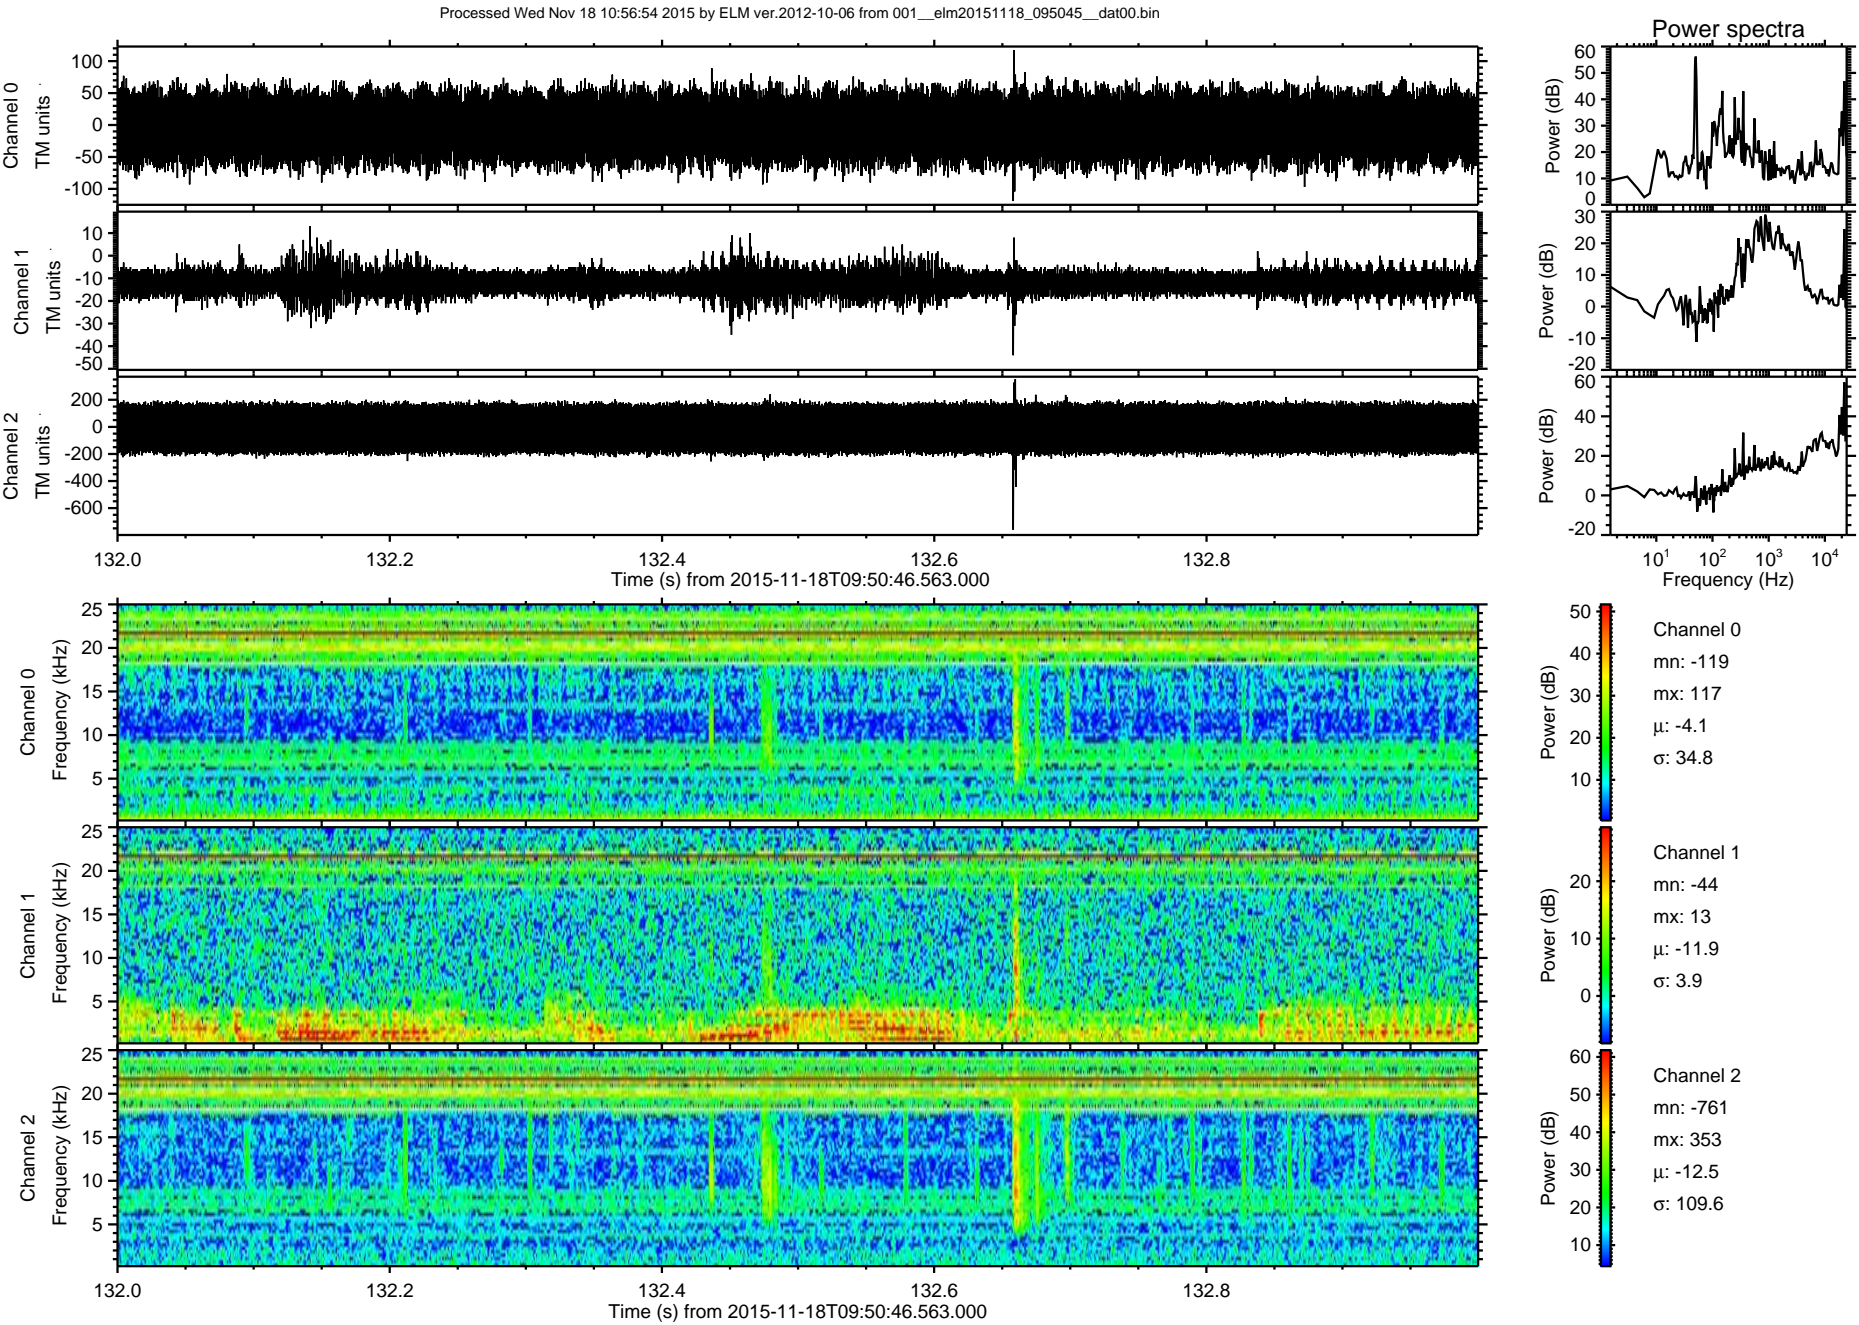 Processed Wed Nov 18 10:56:54 2015 by ELM ver.2012-10-06 from 001__elm20151118_095045__dat00.bin
Power spectra
Channel 0
TM units
100
50
0
-50
-100
Power (dB)
60
50
40
30
20
10
0
Channel 1
TM units
10
0
-10
-20
-30
-40
-50
Power (dB)
30
20
10
0
-10
-20
Channel 2
TM units
200
0
-200
-400
-600
Power (dB)
60
40
20
0
-20
132.0 132.2 132.4 132.6 132.8
Time (s) from 2015-11-18T09:50:46.563.000
10¹ 10² 10³ 10⁴
Frequency (Hz)
Channel 0
Frequency (kHz)
25
20
15
10
5
Power (dB)
50
40
30
20
10
Channel 0
mn: -119
mx: 117
μ: -4.1
σ: 34.8
Channel 1
Frequency (kHz)
25
20
15
10
5
Power (dB)
20
10
0
Channel 1
mn: -44
mx: 13
μ: -11.9
σ: 3.9
Channel 2
Frequency (kHz)
25
20
15
10
5
Power (dB)
60
50
40
30
20
10
Channel 2
mn: -761
mx: 353
μ: -12.5
σ: 109.6
132.0 132.2 132.4 132.6 132.8
Time (s) from 2015-11-18T09:50:46.563.000